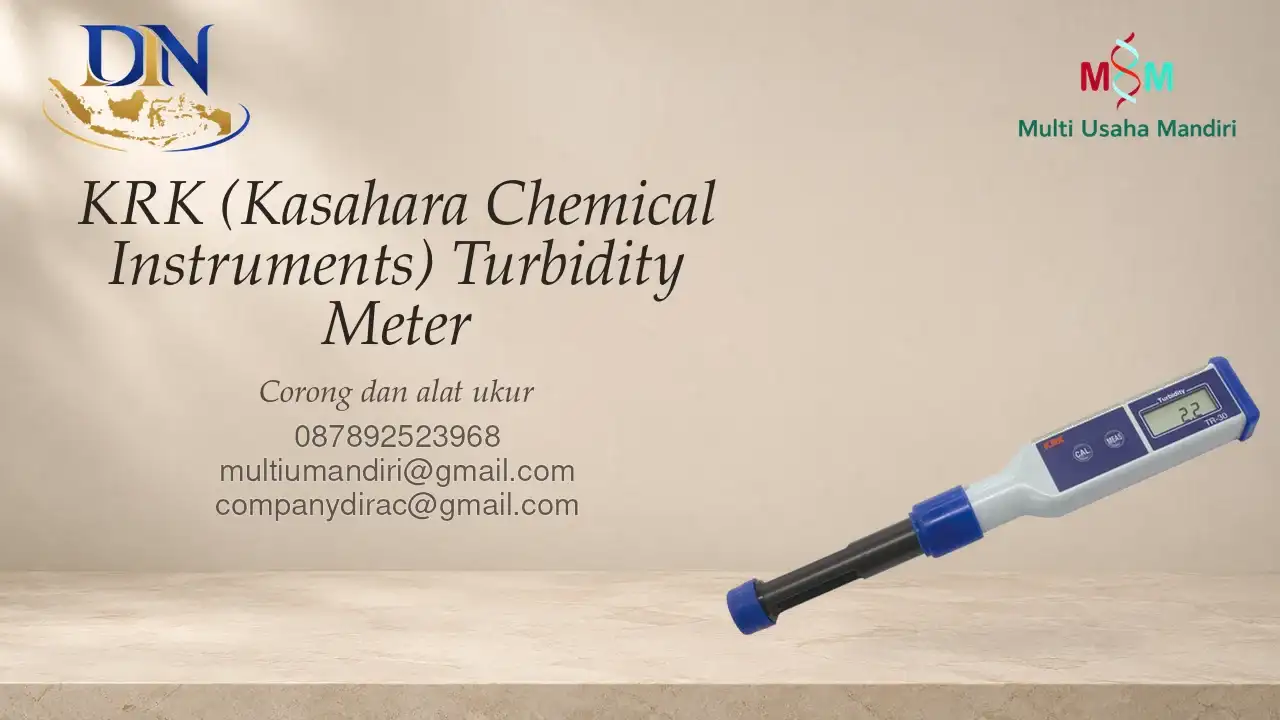 DIN
MSM
Multi Usaha Mandiri
KRK (Kasahara Chemical
Instruments) Turbidity
Meter
Corong dan alat ukur
087892523968
multiumandiri@gmail.com
companydirac@gmail.com
Turbidity
2.2
TR-30
KRK
CAL
MEAS